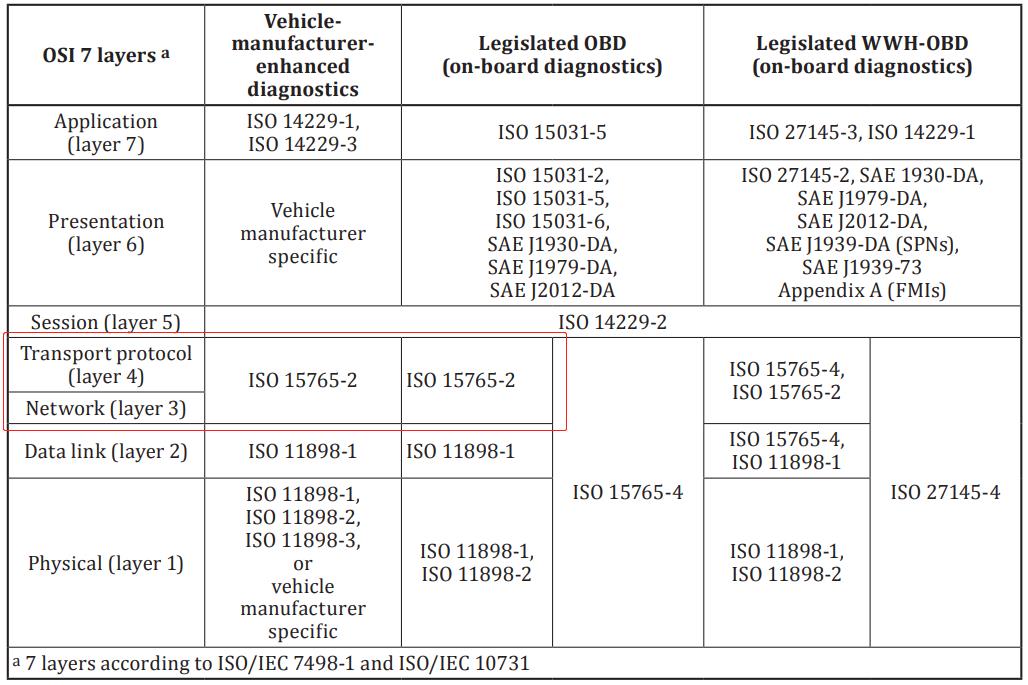 OSI 7 layers a
Vehicle-
manufacturer-
enhanced
diagnostics
Legislated OBD
(on-board diagnostics)
Legislated WWH-OBD
(on-board diagnostics)
Application
(layer 7)
ISO 14229-1,
ISO 14229-3
ISO 15031-5
ISO 27145-3, ISO 14229-1
Presentation
(layer 6)
Vehicle
manufacturer
specific
ISO 15031-2,
ISO 15031-5,
ISO 15031-6,
SAE J1930-DA,
SAE J1979-DA,
SAE J2012-DA
ISO 27145-2, SAE 1930-DA,
SAE J1979-DA,
SAE J2012-DA,
SAE J1939-DA (SPNs),
SAE J1939-73
Appendix A (FMIs)
Session (layer 5)
ISO 14229-2
Transport protocol
(layer 4)
Network (layer 3)
ISO 15765-2
ISO 15765-2
ISO 15765-4
ISO 15765-4,
ISO 15765-2
ISO 27145-4
Data link (layer 2)
ISO 11898-1
ISO 11898-1
ISO 15765-4,
ISO 11898-1
Physical (layer 1)
ISO 11898-1,
ISO 11898-2,
ISO 11898-3,
or
vehicle
manufacturer
specific
ISO 11898-1,
ISO 11898-2
ISO 11898-1,
ISO 11898-2
a 7 layers according to ISO/IEC 7498-1 and ISO/IEC 10731